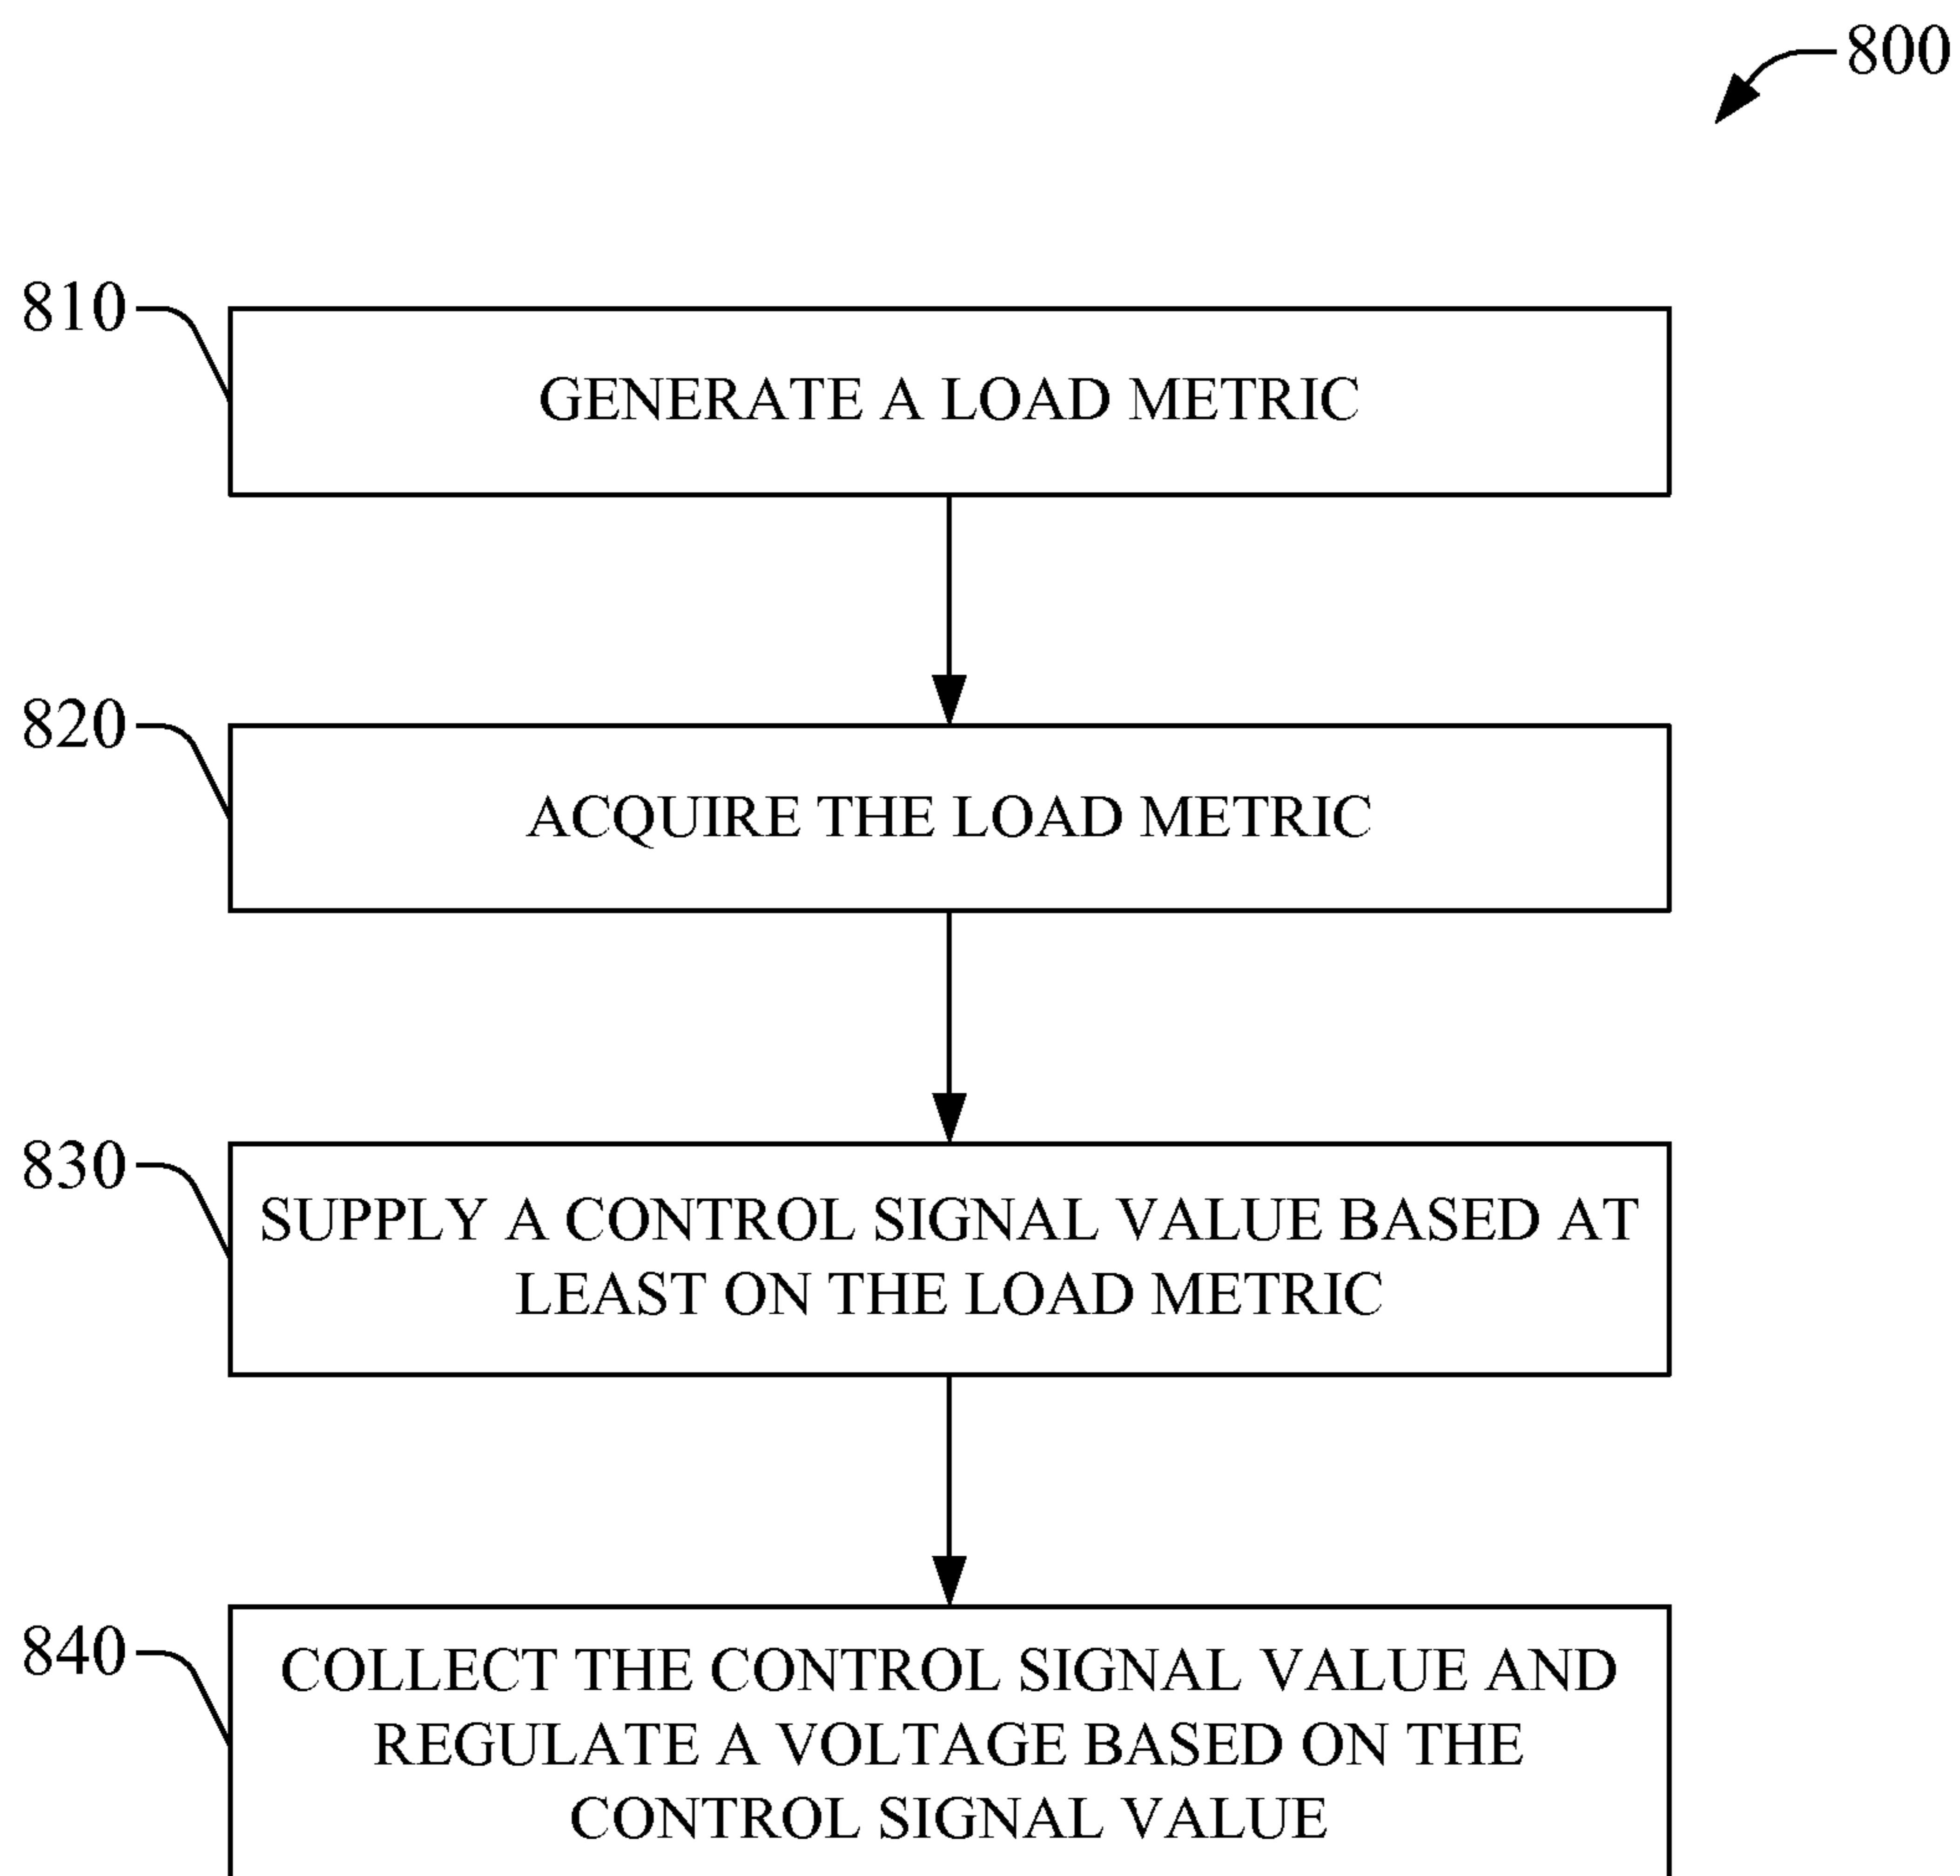 800
810
GENERATE A LOAD METRIC
820
ACQUIRE THE LOAD METRIC
830
SUPPLY A CONTROL SIGNAL VALUE BASED AT
LEAST ON THE LOAD METRIC
840
COLLECT THE CONTROL SIGNAL VALUE AND
REGULATE A VOLTAGE BASED ON THE
CONTROL SIGNAL VALUE